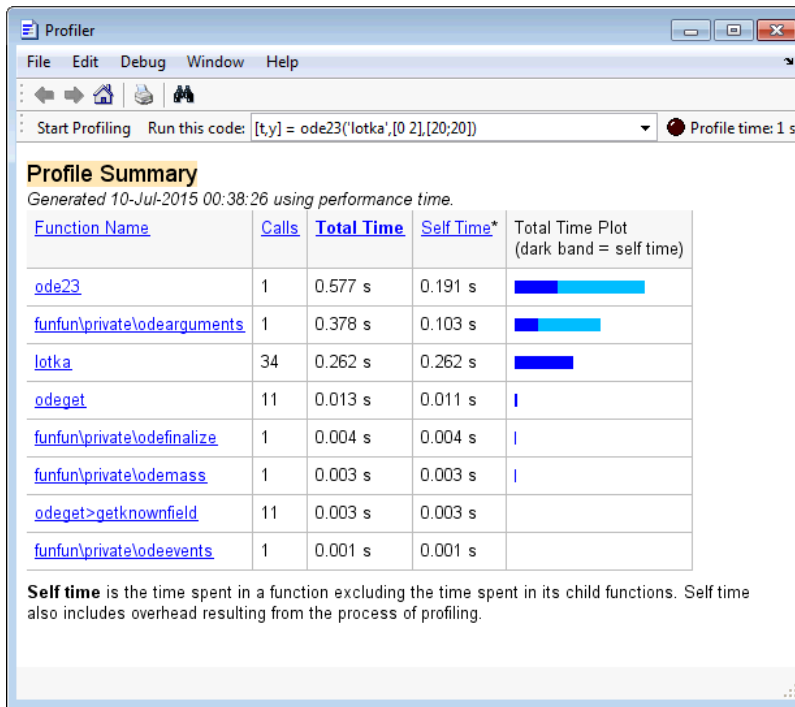 Profiler
File Edit Debug Window Help
Start Profiling Run this code: [t,y] = ode23('lotka',[0 2],[20;20]) Profile time: 1 s
Profile Summary
Generated 10-Jul-2015 00:38:26 using performance time.
Function Name Calls Total Time Self Time* Total Time Plot
(dark band = self time)
ode23 1 0.577 s 0.191 s
funfun\private\odearguments 1 0.378 s 0.103 s
lotka 34 0.262 s 0.262 s
odeget 11 0.013 s 0.011 s
funfun\private\odefinalize 1 0.004 s 0.004 s
funfun\private\odemass 1 0.003 s 0.003 s
odeget>getknownfield 11 0.003 s 0.003 s
funfun\private\odeevents 1 0.001 s 0.001 s
Self time is the time spent in a function excluding the time spent in its child functions. Self time
also includes overhead resulting from the process of profiling.